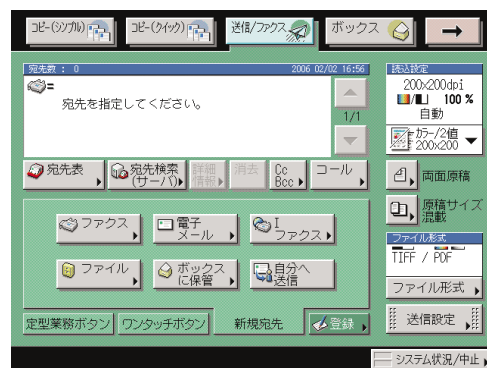 コピー(シンプル)
コピー(クイック)
送信/ファクス
ボックス
宛先数 : 0
2006 02/02 16:56
宛先を指定してください。
1/1
宛先表
宛先検索
(サーバ)
詳細
情報
消去
Cc
Bcc
コール
ファクス
電子
メール
I
ファクス
ファイル
ボックス
に保管
自分へ
送信
定型業務ボタン
ワンタッチボタン
新規宛先
登録
読込設定
200×200dpi
100 %
自動
カラー/2値
200×200
両面原稿
原稿サイズ
混載
ファイル形式
TIFF / PDF
ファイル形式
送信設定
システム状況/中止